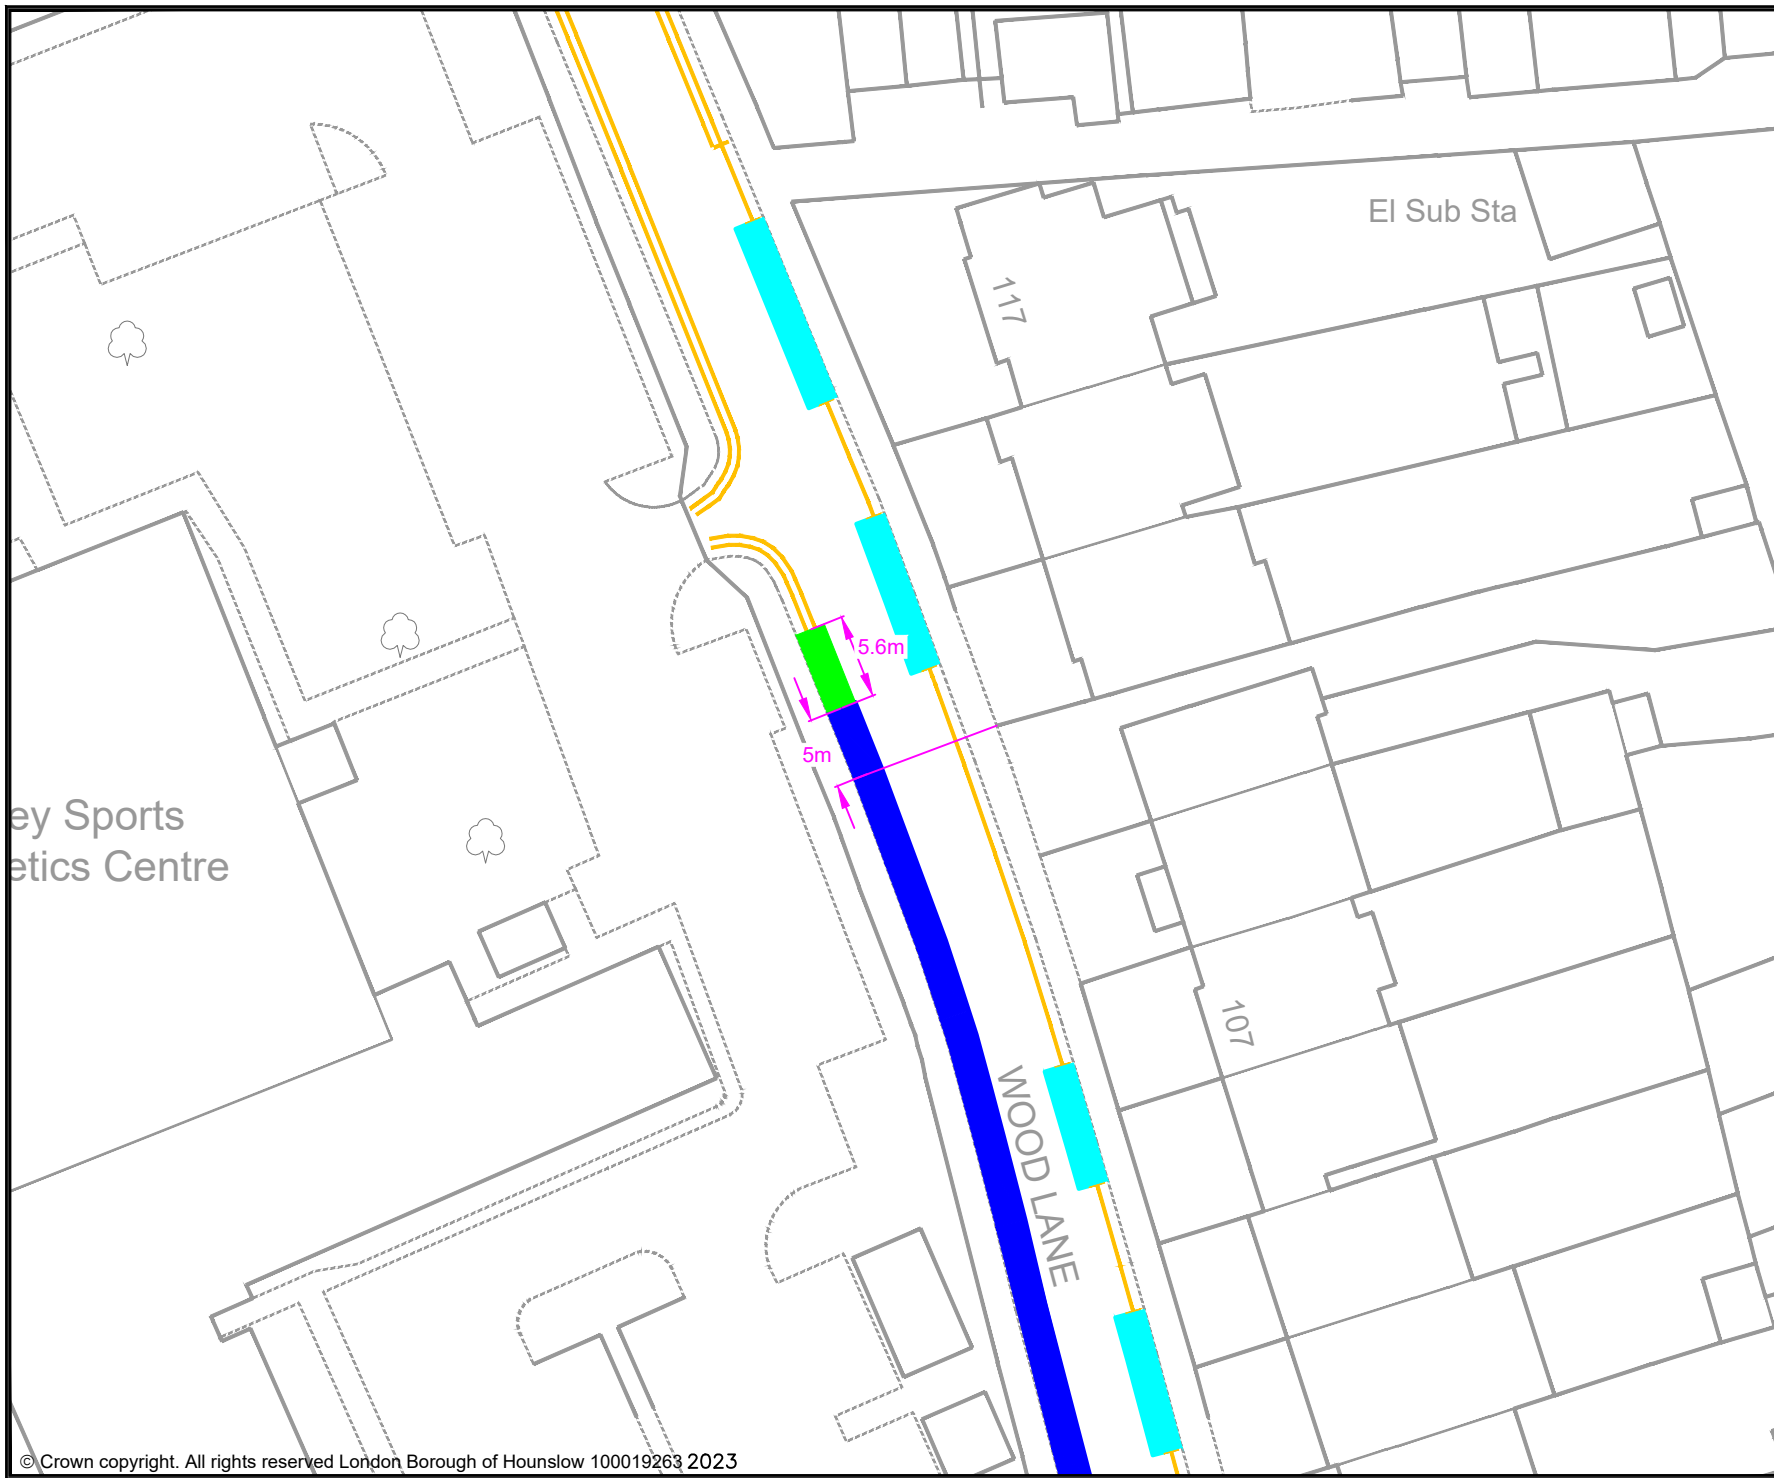 El Sub Sta
117
5.6m
5m
ey Sports
etics Centre
107
WOOD LANE
© Crown copyright. All rights reserved London Borough of Hounslow 100019263 2023